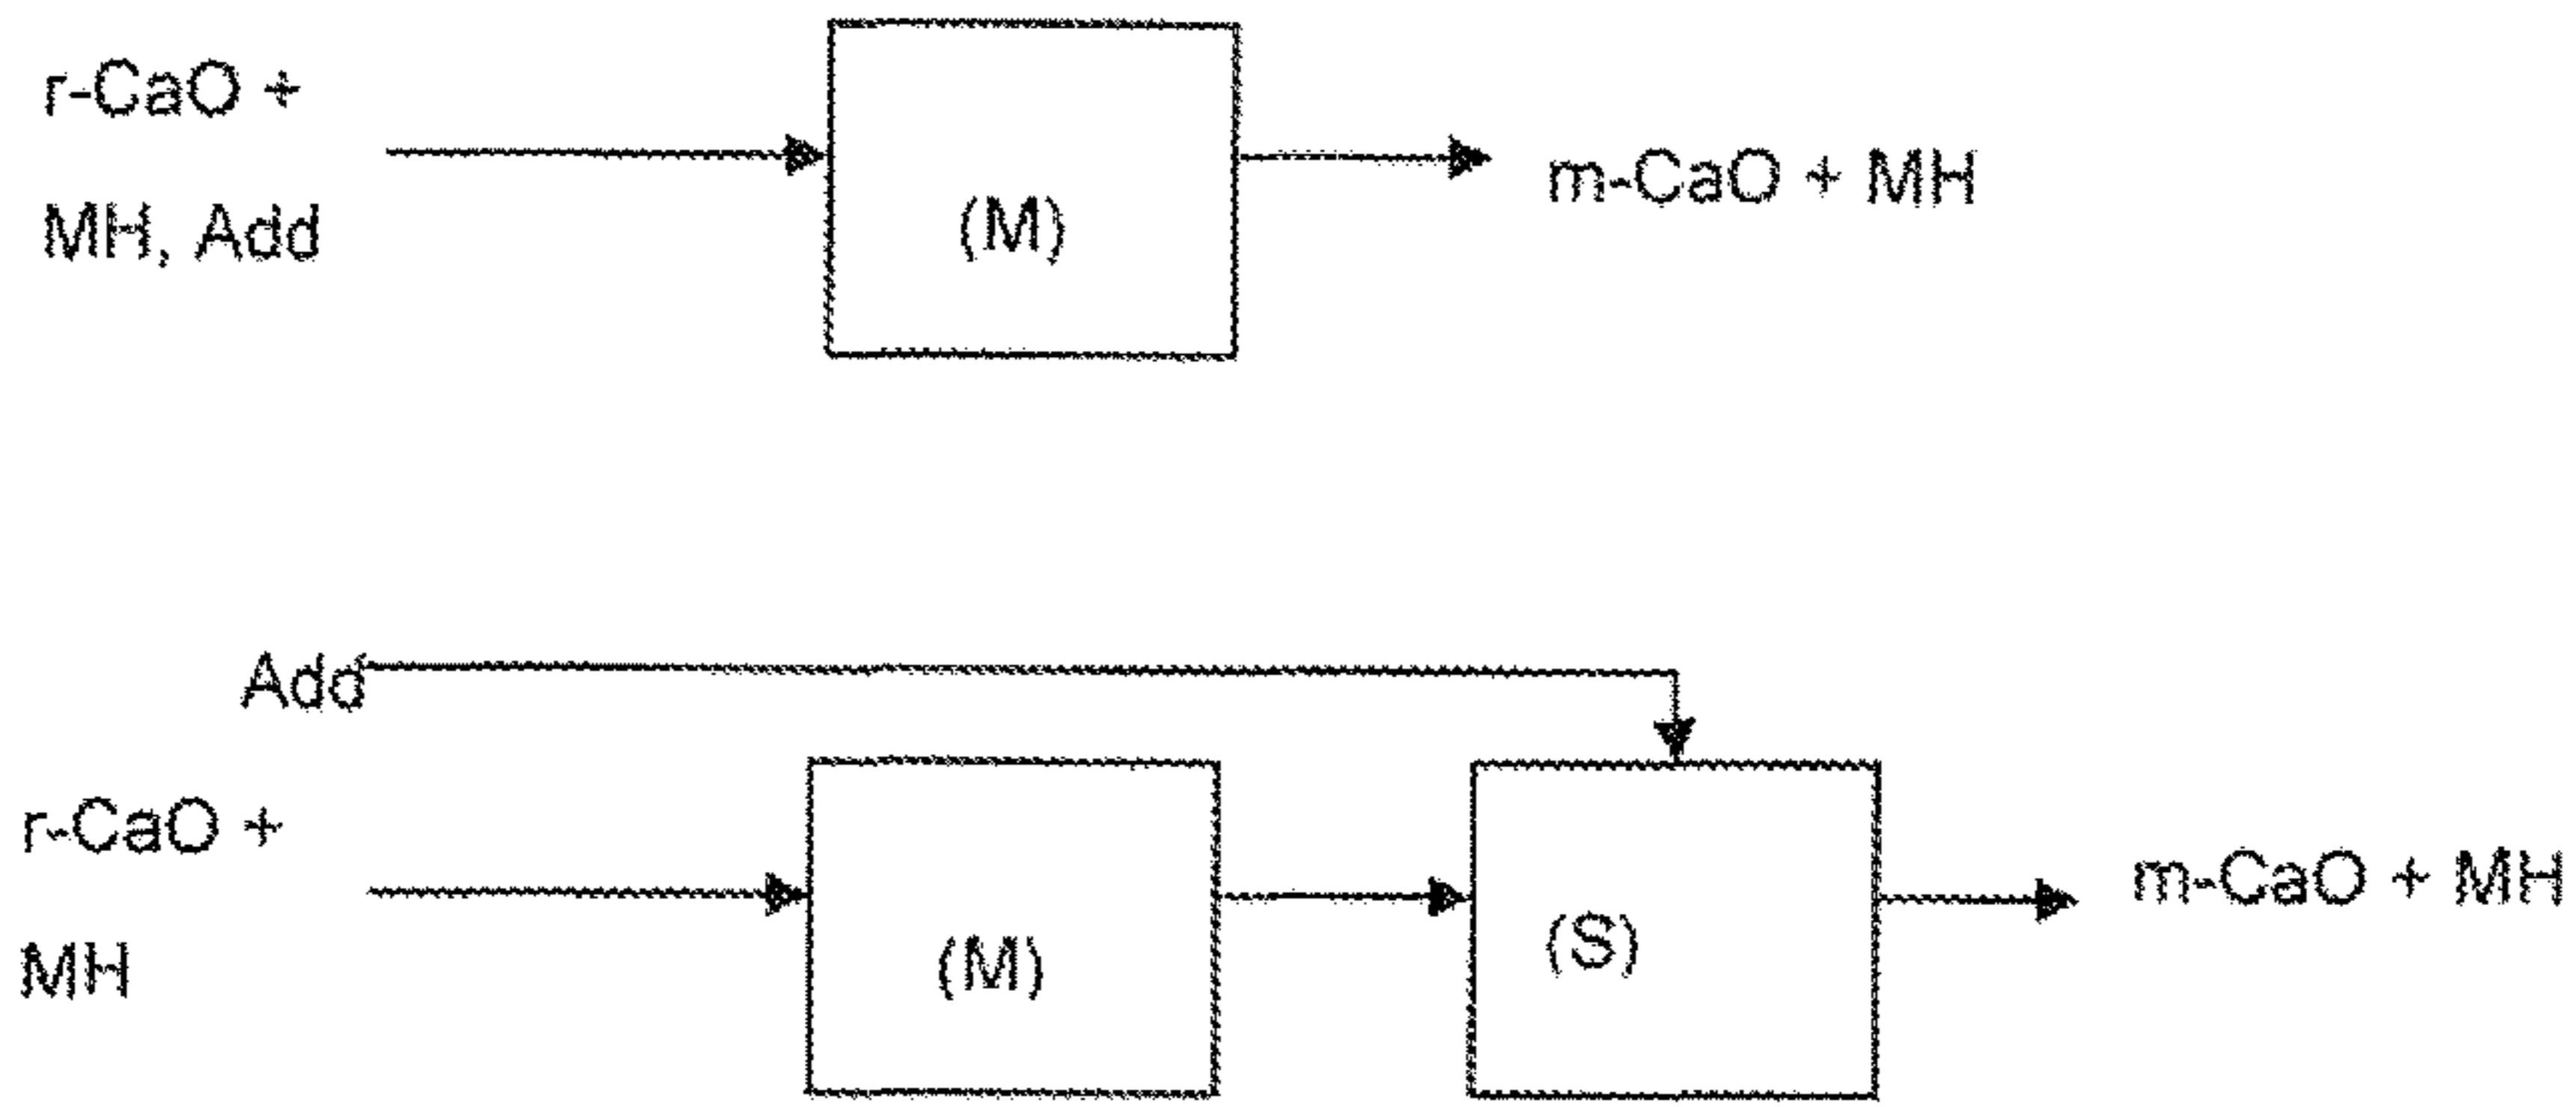 r-CaO +
MH, Add
(M)
m-CaO + MH
Add
r-CaO +
MH
(M)
(S)
m-CaO + MH